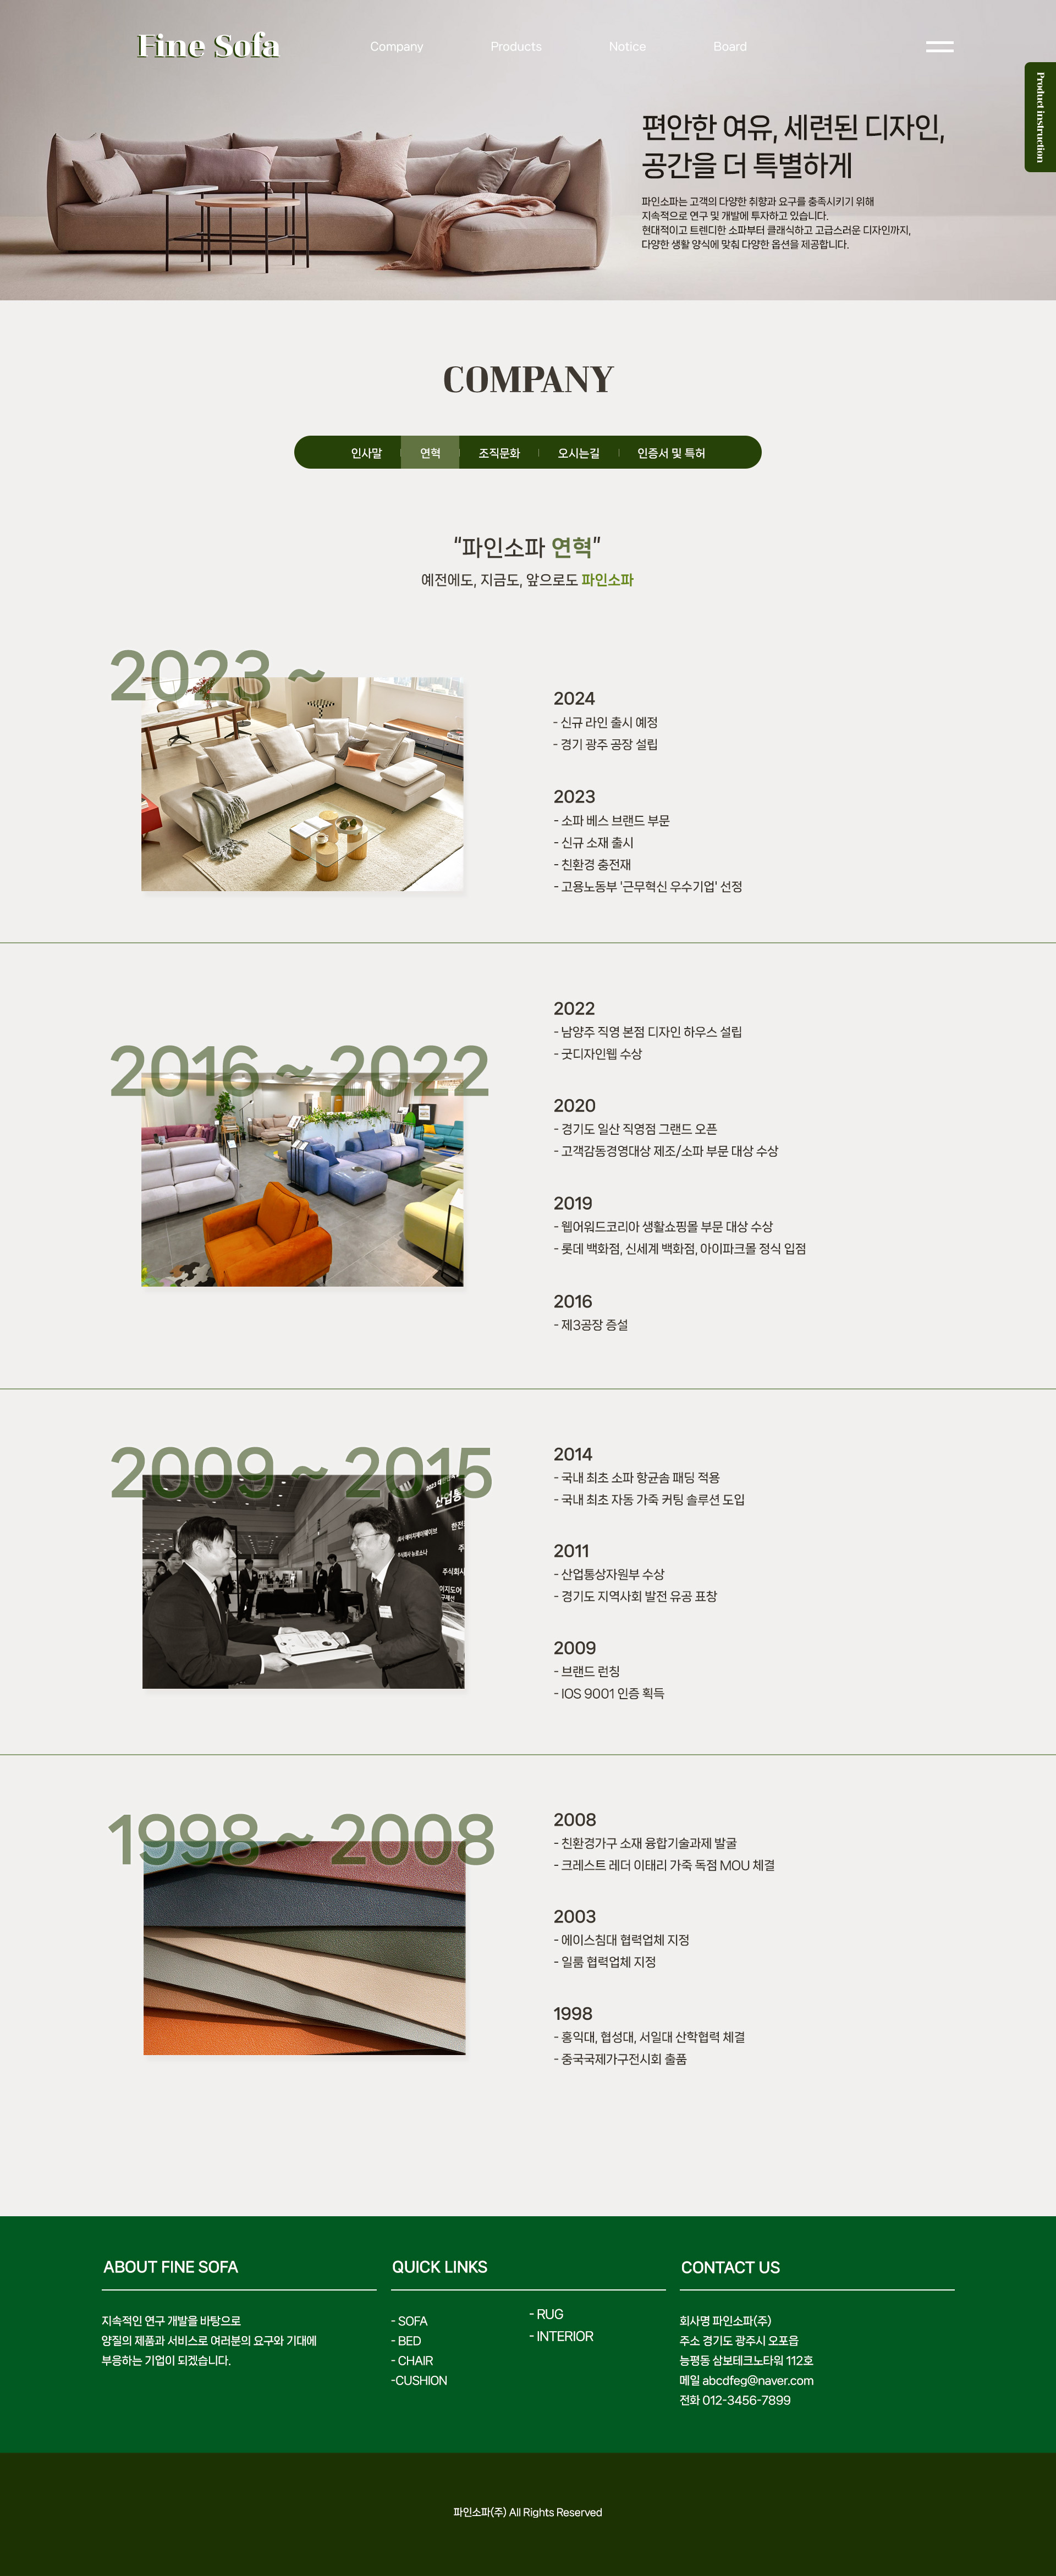 Fine Sofa
Company
Products
Notice
Board
Product instruction
편안한 여유, 세련된 디자인,
공간을 더 특별하게
파인소파는 고객의 다양한 취향과 요구를 충족시키기 위해
지속적으로 연구 및 개발에 투자하고 있습니다.
현대적이고 트렌디한 소파부터 클래식하고 고급스러운 디자인까지,
다양한 생활 양식에 맞춰 다양한 옵션을 제공합니다.
COMPANY
인사말
연혁
조직문화
오시는길
인증서 및 특허
“파인소파 연혁”
예전에도, 지금도, 앞으로도 파인소파
2023 ~
2024
- 신규 라인 출시 예정
- 경기 광주 공장 설립
2023
- 소파 베스 브랜드 부문
- 신규 소재 출시
- 친환경 충전재
- 고용노동부 '근무혁신 우수기업' 선정
2016 ~ 2022
2022
- 남양주 직영 본점 디자인 하우스 설립
- 굿디자인웹 수상
2020
- 경기도 일산 직영점 그랜드 오픈
- 고객감동경영대상 제조/소파 부문 대상 수상
2019
- 웹어워드코리아 생활쇼핑몰 부문 대상 수상
- 롯데 백화점, 신세계 백화점, 아이파크몰 정식 입점
2016
- 제3공장 증설
2009 ~ 2015
산업통
한전
주식회사
2014
- 국내 최초 소파 항균솜 패딩 적용
- 국내 최초 자동 가죽 커팅 솔루션 도입
2011
- 산업통상자원부 수상
- 경기도 지역사회 발전 유공 표창
2009
- 브랜드 런칭
- IOS 9001 인증 획득
1998 ~ 2008
2008
- 친환경가구 소재 융합기술과제 발굴
- 크레스트 레더 이태리 가죽 독점 MOU 체결
2003
- 에이스침대 협력업체 지정
- 일룸 협력업체 지정
1998
- 홍익대, 협성대, 서일대 산학협력 체결
- 중국국제가구전시회 출품
ABOUT FINE SOFA
지속적인 연구 개발을 바탕으로
양질의 제품과 서비스로 여러분의 요구와 기대에
부응하는 기업이 되겠습니다.
QUICK LINKS
- SOFA
- BED
- CHAIR
-CUSHION
- RUG
- INTERIOR
CONTACT US
회사명 파인소파(주)
주소 경기도 광주시 오포읍
능평동 삼보테크노타워 112호
메일 abcdfeg@naver.com
전화 012-3456-7899
파인소파(주) All Rights Reserved